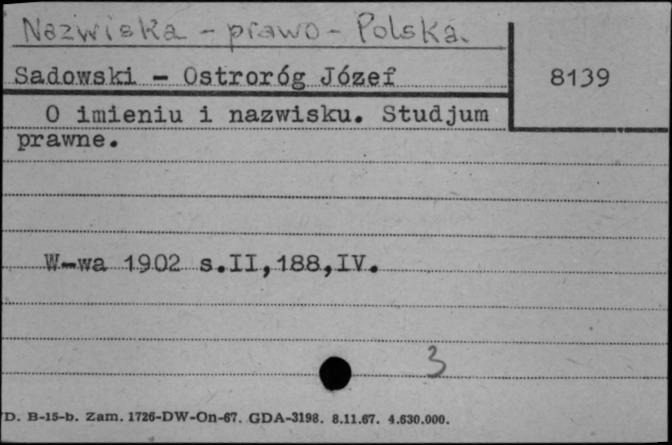 Nazwiska - prawo - Polska.
Sadowski - Ostroróg Józef
8139
O imieniu i nazwisku. Studjum
prawne.
W-wa 1902 s.II,188,IV.
3
D. B-15-b. Zam. 1726-DW-On-67. GDA-3198. 8.11.67. 4.630.000.